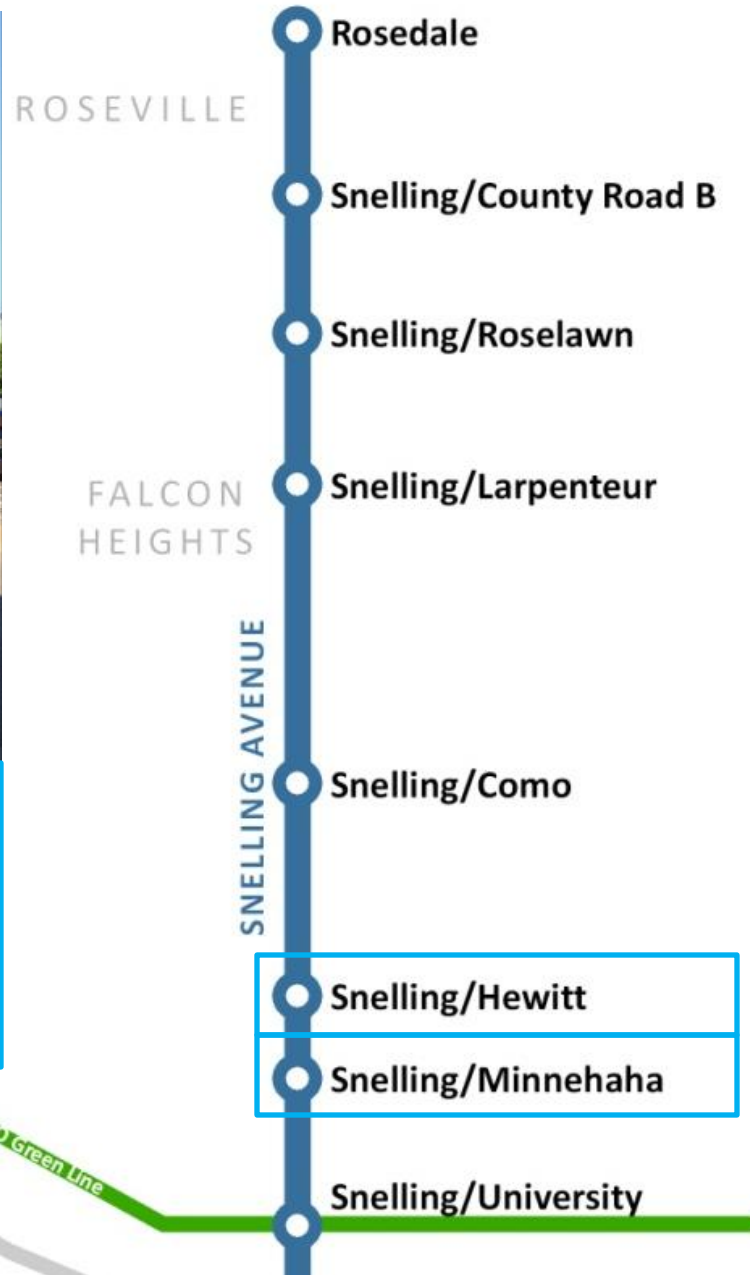 Rosedale
ROSEVILLE
Snelling/County Road B
Snelling/Roselawn
Snelling/Larpenteur
FALCON
HEIGHTS
SNELLING AVENUE
Snelling/Como
Snelling/Hewitt
Snelling/Minnehaha
Green Line
Snelling/University